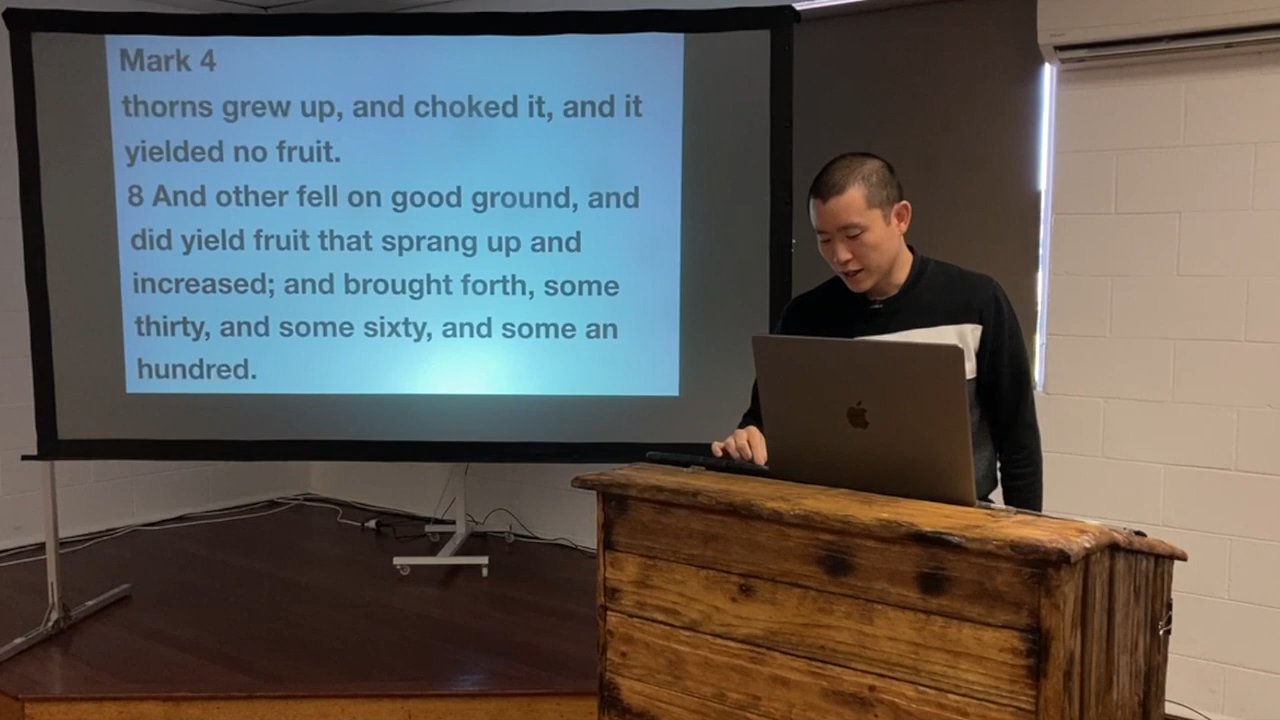 Mark 4
thorns grew up, and choked it, and it
yielded no fruit.
8 And other fell on good ground, and
did yield fruit that sprang up and
increased; and brought forth, some
thirty, and some sixty, and some an
hundred.